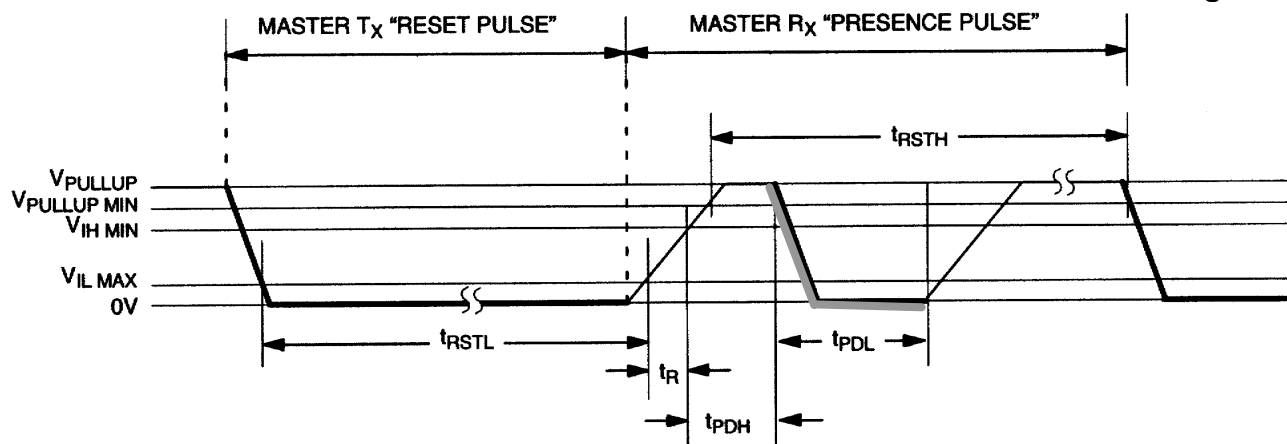 MASTER TX “RESET PULSE”
MASTER RX “PRESENCE PULSE”
tRSTH
VPULLUP
VPULLUP MIN
VIH MIN
VIL MAX
0V
tRSTL
tPDL
tR
tPDH